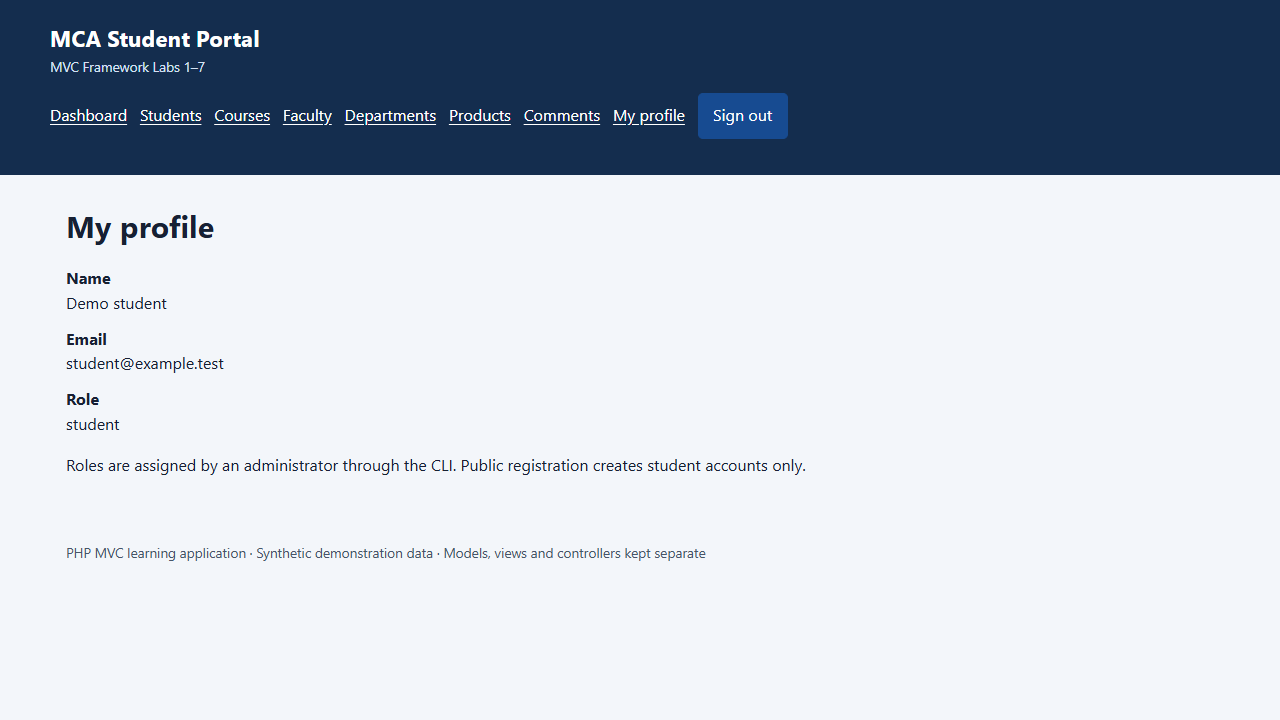 MCA Student Portal
MVC Framework Labs 1–7
Dashboard Students Courses Faculty Departments Products Comments My profile Sign out
My profile
Name
Demo student
Email
student@example.test
Role
student
Roles are assigned by an administrator through the CLI. Public registration creates student accounts only.
PHP MVC learning application · Synthetic demonstration data · Models, views and controllers kept separate